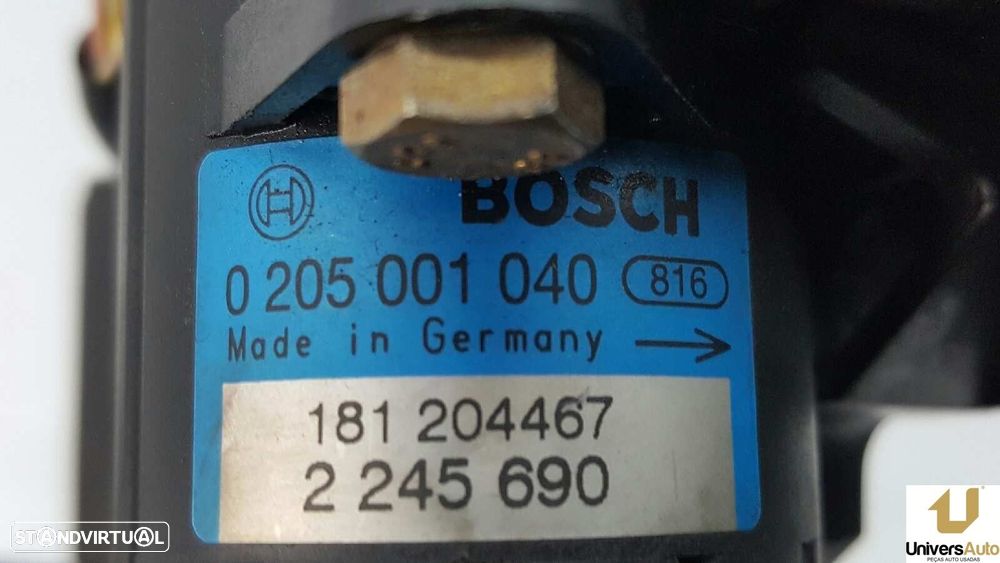 BOSCH
0 205 001 040 816
Made in Germany →
181 204467
2 245 690
STANDVIRTUAL
UniversAuto
PEÇAS AUTO USADAS